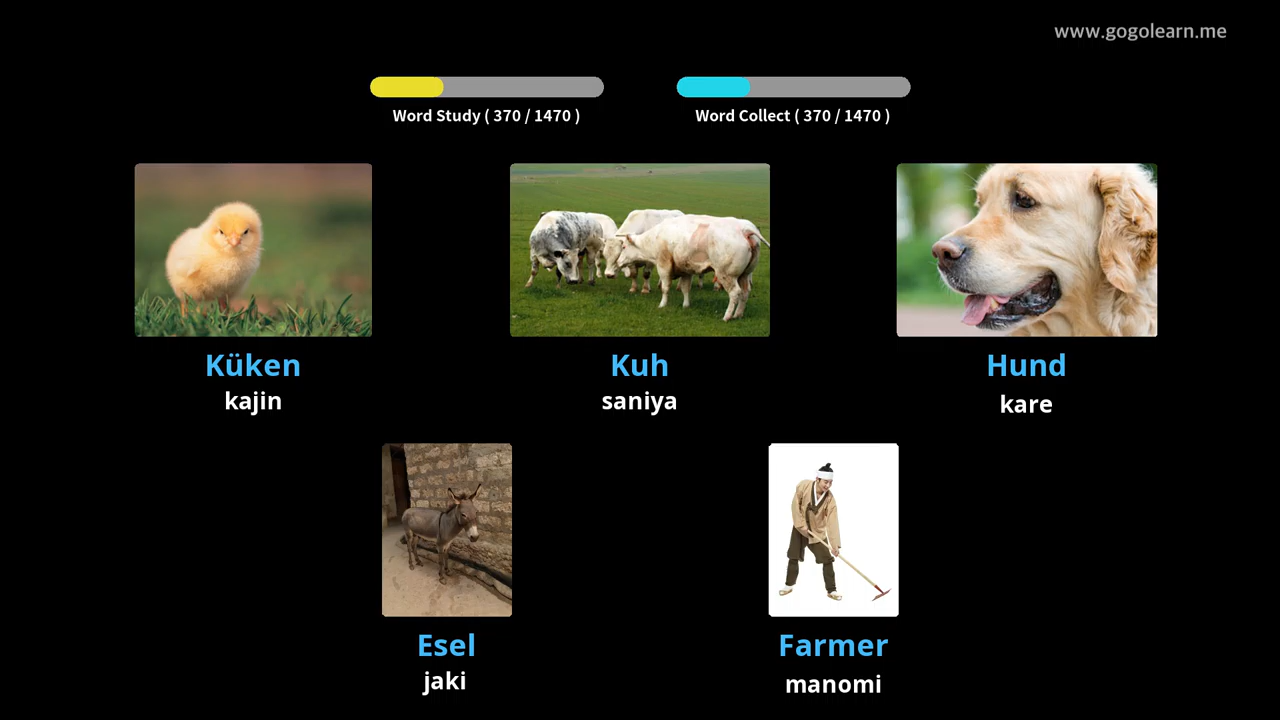 www.gogolearn.me
Word Study ( 370 / 1470 )
Word Collect ( 370 / 1470 )
Küken
kajin
Kuh
saniya
Hund
kare
Esel
jaki
Farmer
manomi